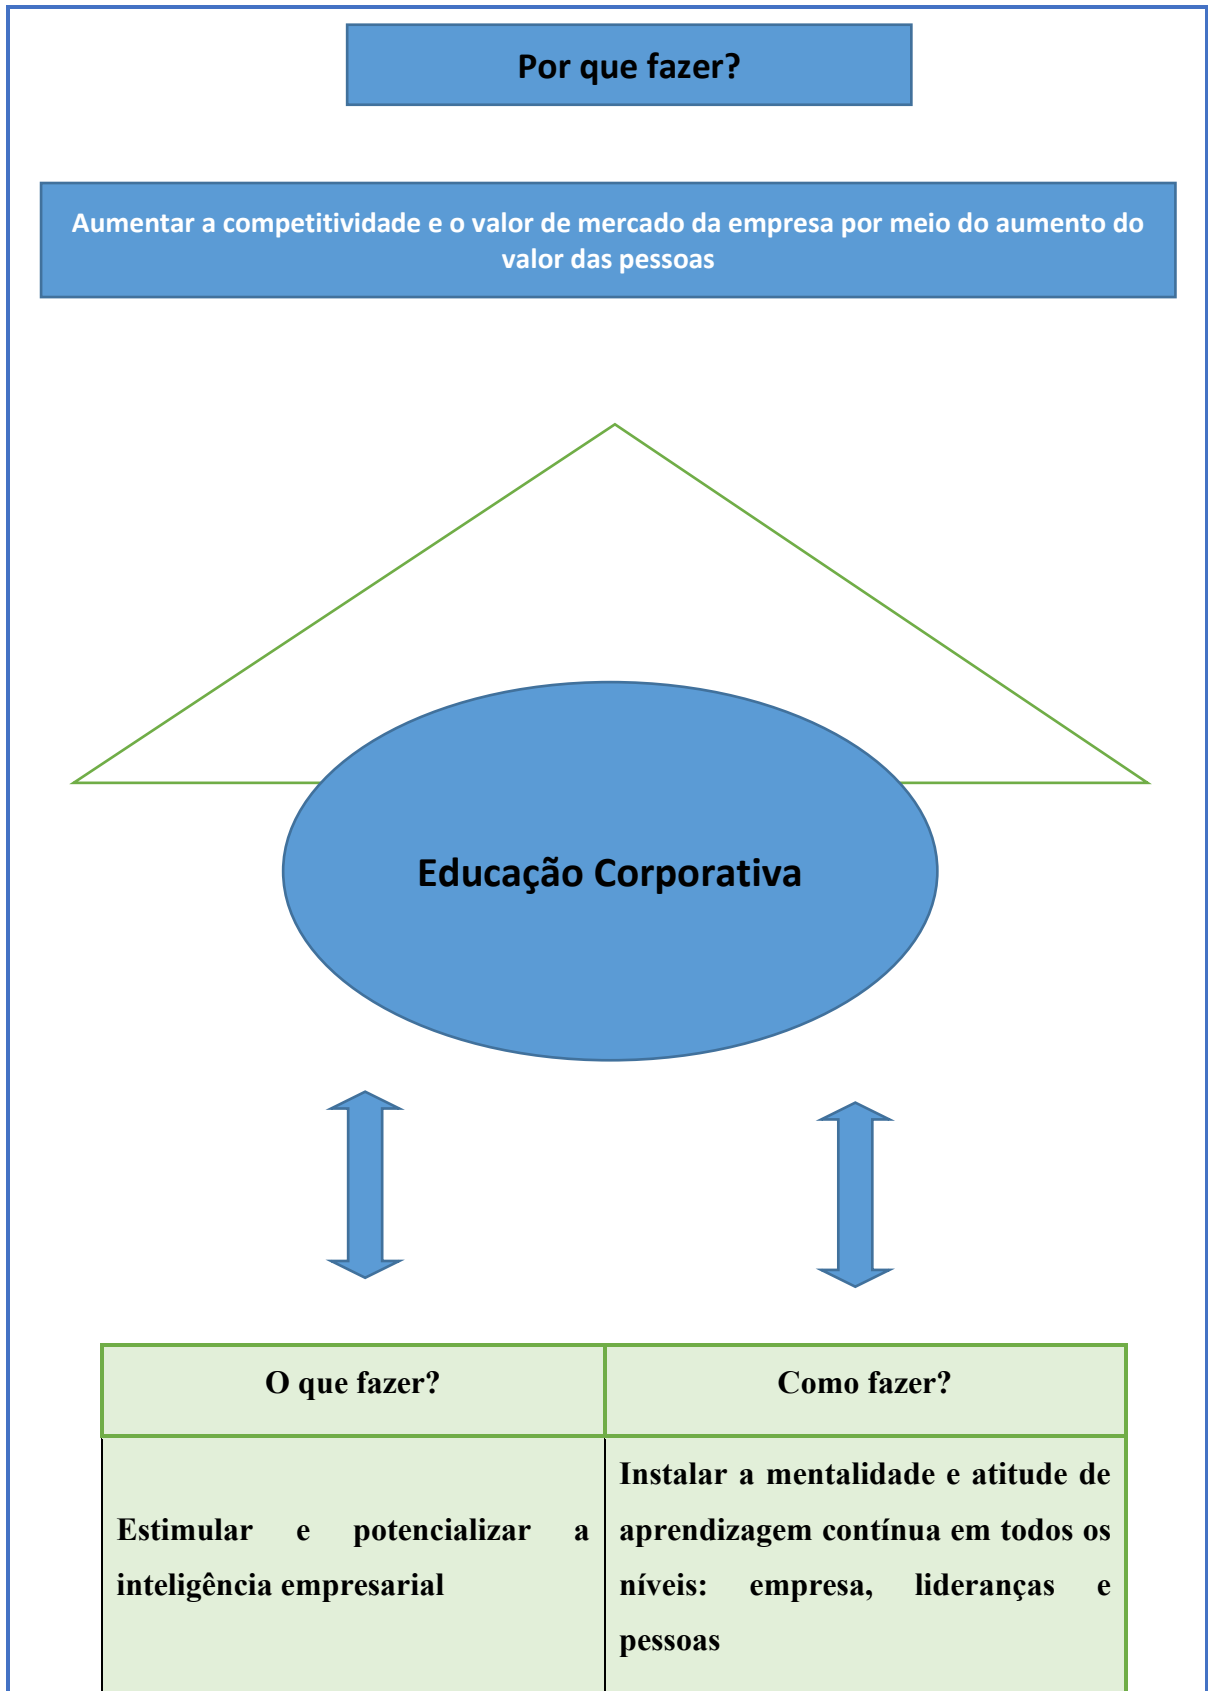 Por que fazer?
Aumentar a competitividade e o valor de mercado da empresa por meio do aumento do
valor das pessoas
Educação Corporativa
O que fazer?
Como fazer?
Estimular e potencializar a
inteligência empresarial
Instalar a mentalidade e atitude de
aprendizagem contínua em todos os
níveis: empresa, lideranças e
pessoas